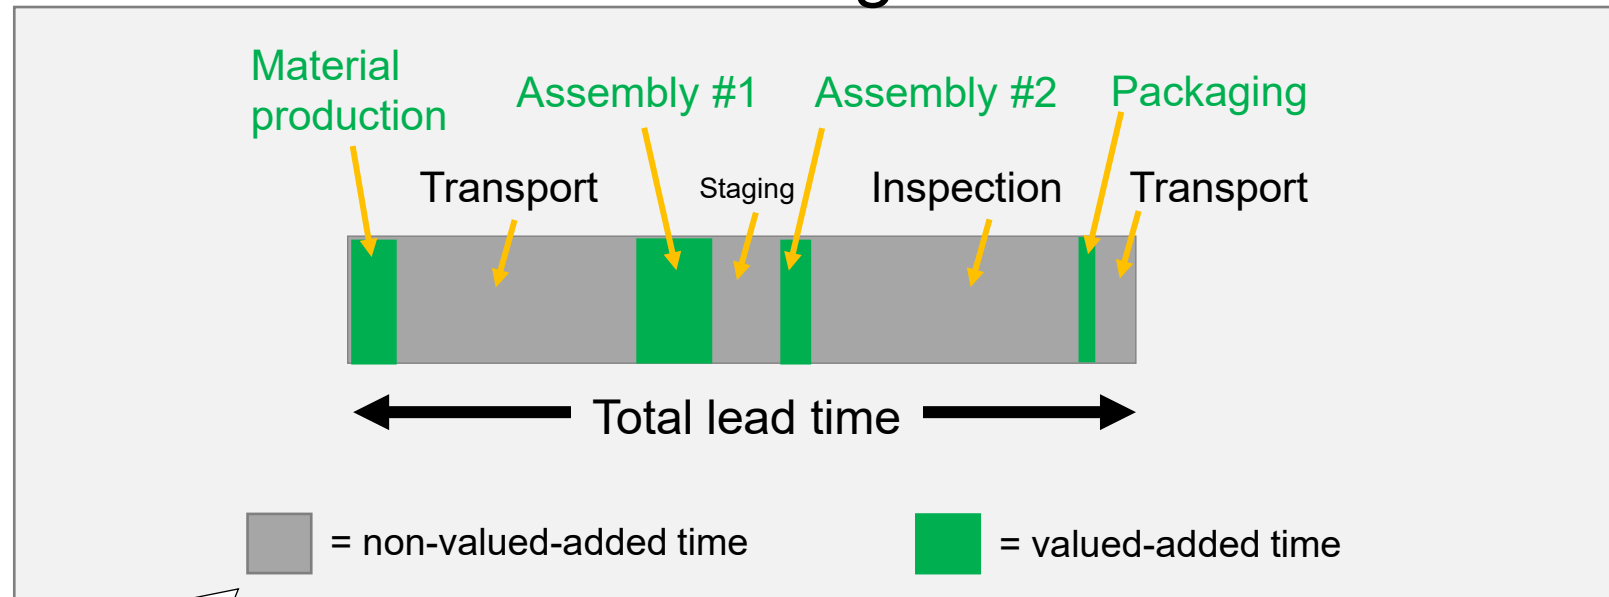 Material
production
Assembly #1
Assembly #2
Packaging
Transport
Staging
Inspection
Transport
Total lead time
= non-valued-added time
= valued-added time